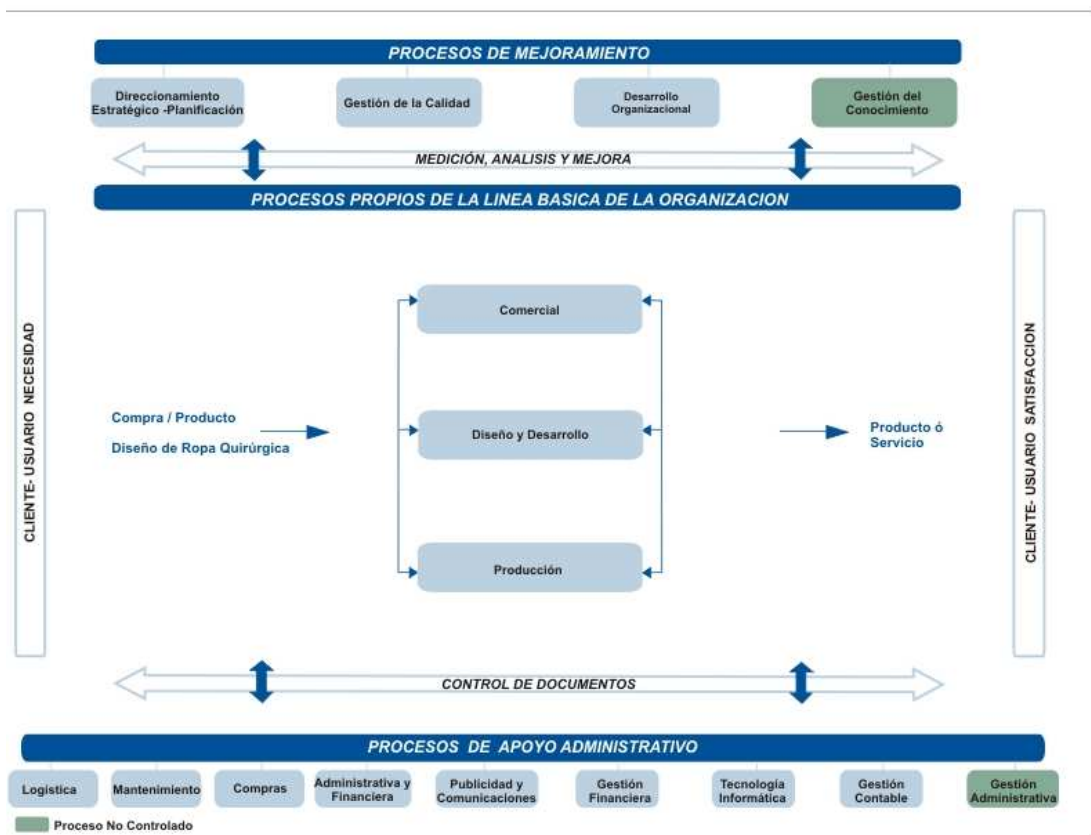 PROCESOS DE MEJORAMIENTO
Direccionamiento
Estratégico -Planificación
Gestión de la Calidad
Desarrollo
Organizacional
Gestión del
Conocimiento
MEDICIÓN, ANALISIS Y MEJORA
PROCESOS PROPIOS DE LA LINEA BASICA DE LA ORGANIZACION
CLIENTE- USUARIO NECESIDAD
Compra / Producto
Diseño de Ropa Quirúrgica
Comercial
Diseño y Desarrollo
Producción
Producto ó
Servicio
CLIENTE- USUARIO SATISFACCION
CONTROL DE DOCUMENTOS
PROCESOS DE APOYO ADMINISTRATIVO
Logística
Mantenimiento
Compras
Administrativa y
Financiera
Publicidad y
Comunicaciones
Gestión
Financiera
Tecnología
Informática
Gestión
Contable
Gestión
Administrativa
Proceso No Controlado